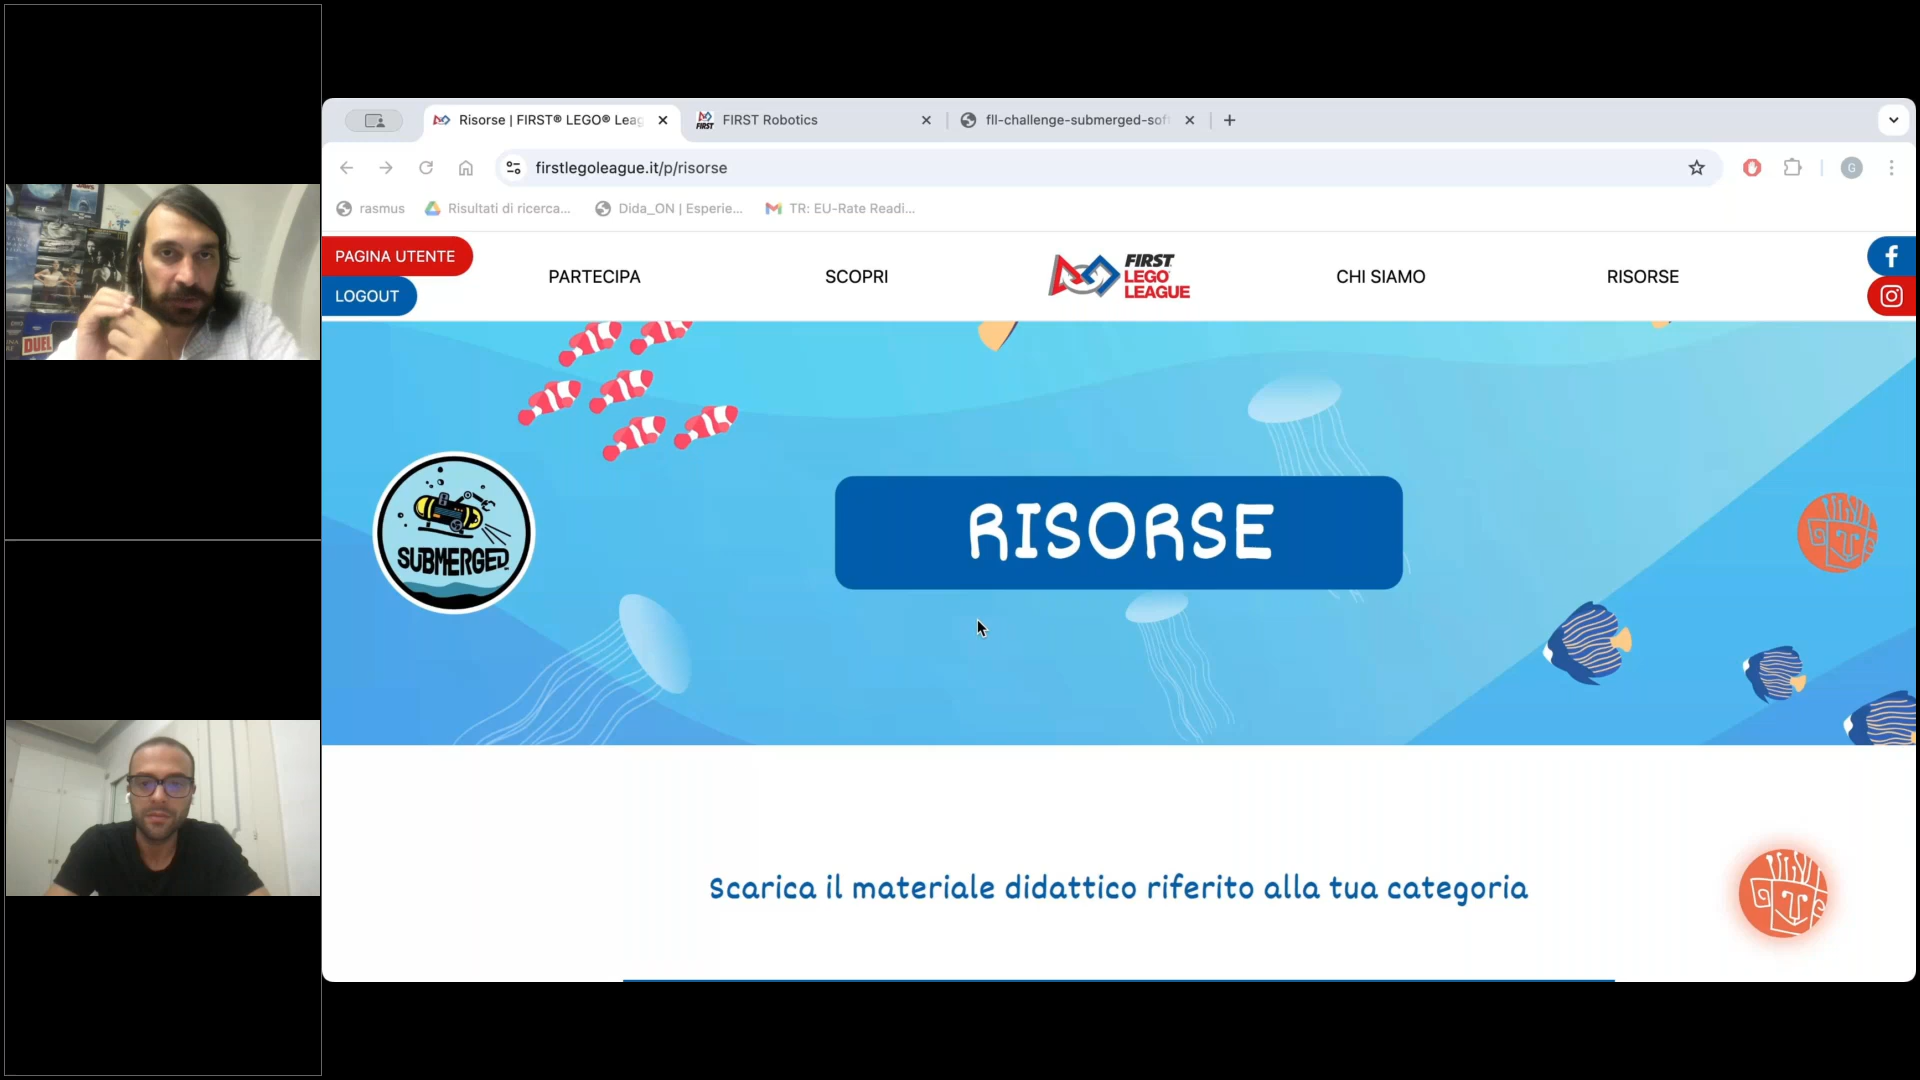 Risorse | FIRST® LEGO® Leag
FIRST Robotics
fll-challenge-submerged-sof
firstlegoleague.it/p/risorse
G
rasmus
Risultati di ricerca...
Dida_ON | Esperie...
TR: EU-Rate Readi...
PAGINA UTENTE
LOGOUT
PARTECIPA
SCOPRI
FIRST
LEGO
LEAGUE
CHI SIAMO
RISORSE
SUBMERGED
RISORSE
Scarica il materiale didattico riferito alla tua categoria
E.T.
DUEL